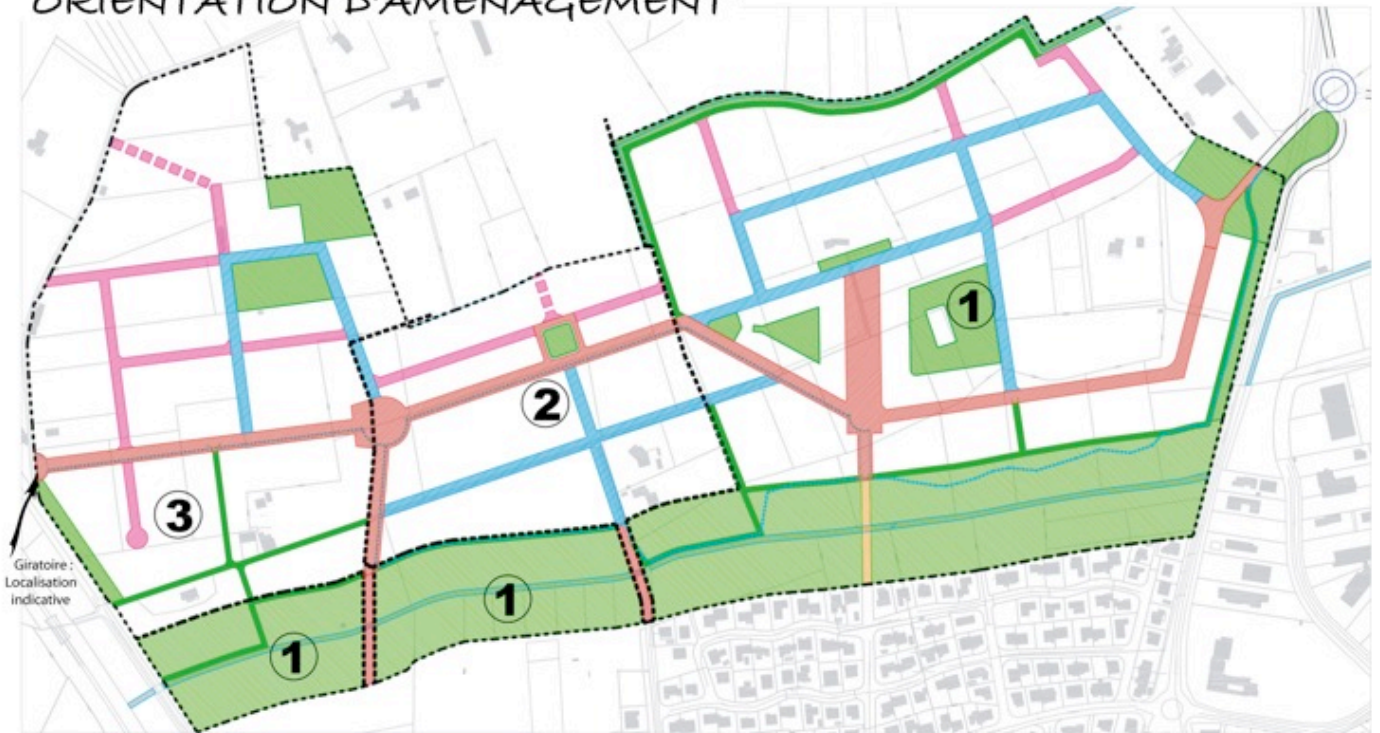 ORIENTATION D'AMENAGEMENT
1
2
3
Giratoire :
Localisation
indicative
1
1